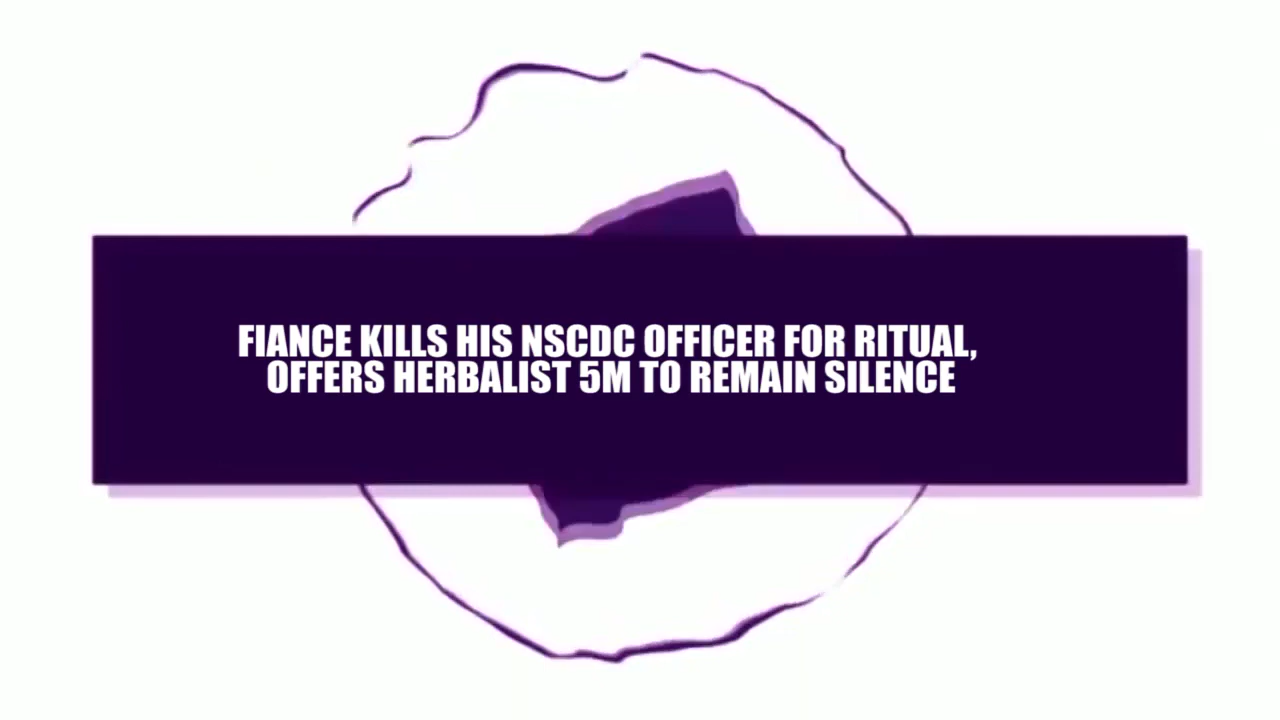 FIANCE KILLS HIS NSCDC OFFICER FOR RITUAL,
OFFERS HERBALIST 5M TO REMAIN SILENCE